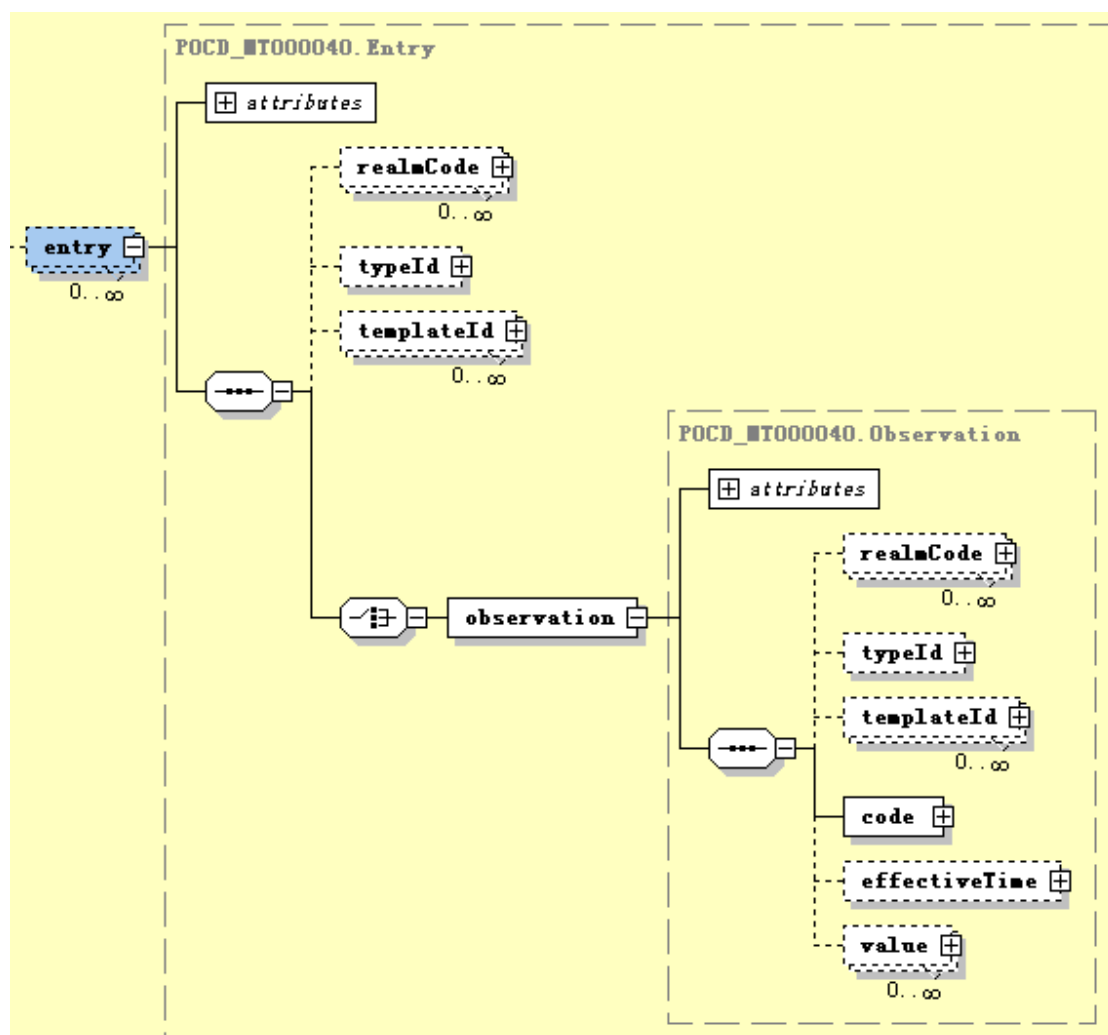 POCD_MT000040.Entry
attributes
realmCode
0..∞
entry
0..∞
typeId
templateId
0..∞
POCD_MT000040.Observation
attributes
realmCode
0..∞
observation
typeId
templateId
0..∞
code
effectiveTime
value
0..∞